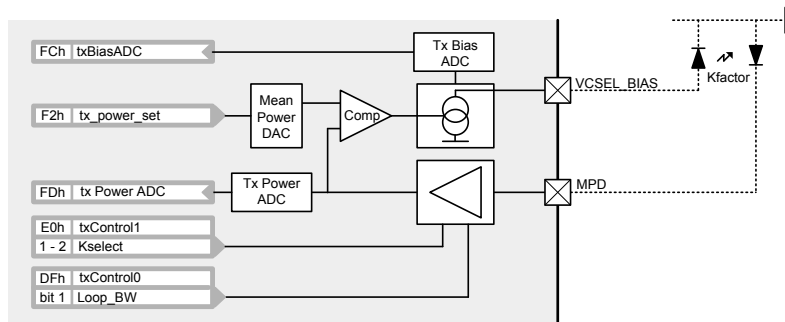 FCh txBiasADC
Tx Bias
ADC
VCSEL_BIAS
Kfactor
F2h tx_power_set
Mean
Power
DAC
Comp
FDh tx Power ADC
Tx Power
ADC
MPD
E0h txControl1
1 - 2 Kselect
DFh txControl0
bit 1 Loop_BW